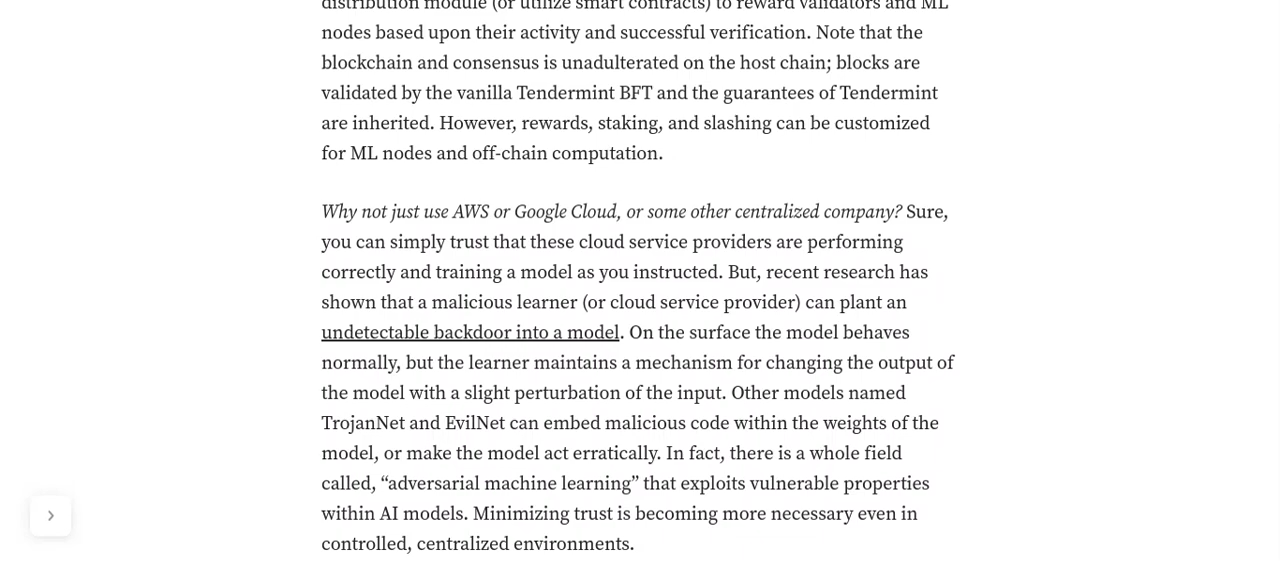 distribution module (or utilize smart contracts) to reward validators and ML
nodes based upon their activity and successful verification. Note that the
blockchain and consensus is unadulterated on the host chain; blocks are
validated by the vanilla Tendermint BFT and the guarantees of Tendermint
are inherited. However, rewards, staking, and slashing can be customized
for ML nodes and off-chain computation.
Why not just use AWS or Google Cloud, or some other centralized company? Sure,
you can simply trust that these cloud service providers are performing
correctly and training a model as you instructed. But, recent research has
shown that a malicious learner (or cloud service provider) can plant an
undetectable backdoor into a model. On the surface the model behaves
normally, but the learner maintains a mechanism for changing the output of
the model with a slight perturbation of the input. Other models named
TrojanNet and EvilNet can embed malicious code within the weights of the
model, or make the model act erratically. In fact, there is a whole field
called, “adversarial machine learning” that exploits vulnerable properties
within AI models. Minimizing trust is becoming more necessary even in
controlled, centralized environments.